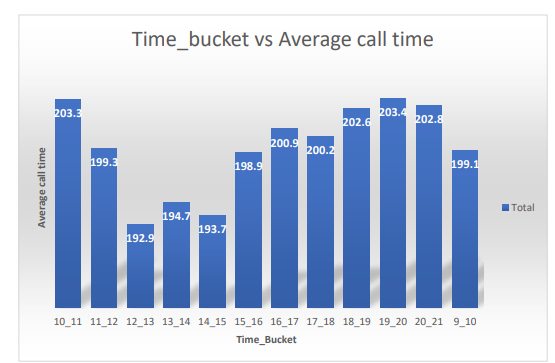 Time_bucket vs Average call time
Average call time
203.3
199.3
192.9
194.7
193.7
198.9
200.9
200.2
202.6
203.4
202.8
199.1
Total
10_11 11_12 12_13 13_14 14_15 15_16 16_17 17_18 18_19 19_20 20_21 9_10
Time_Bucket